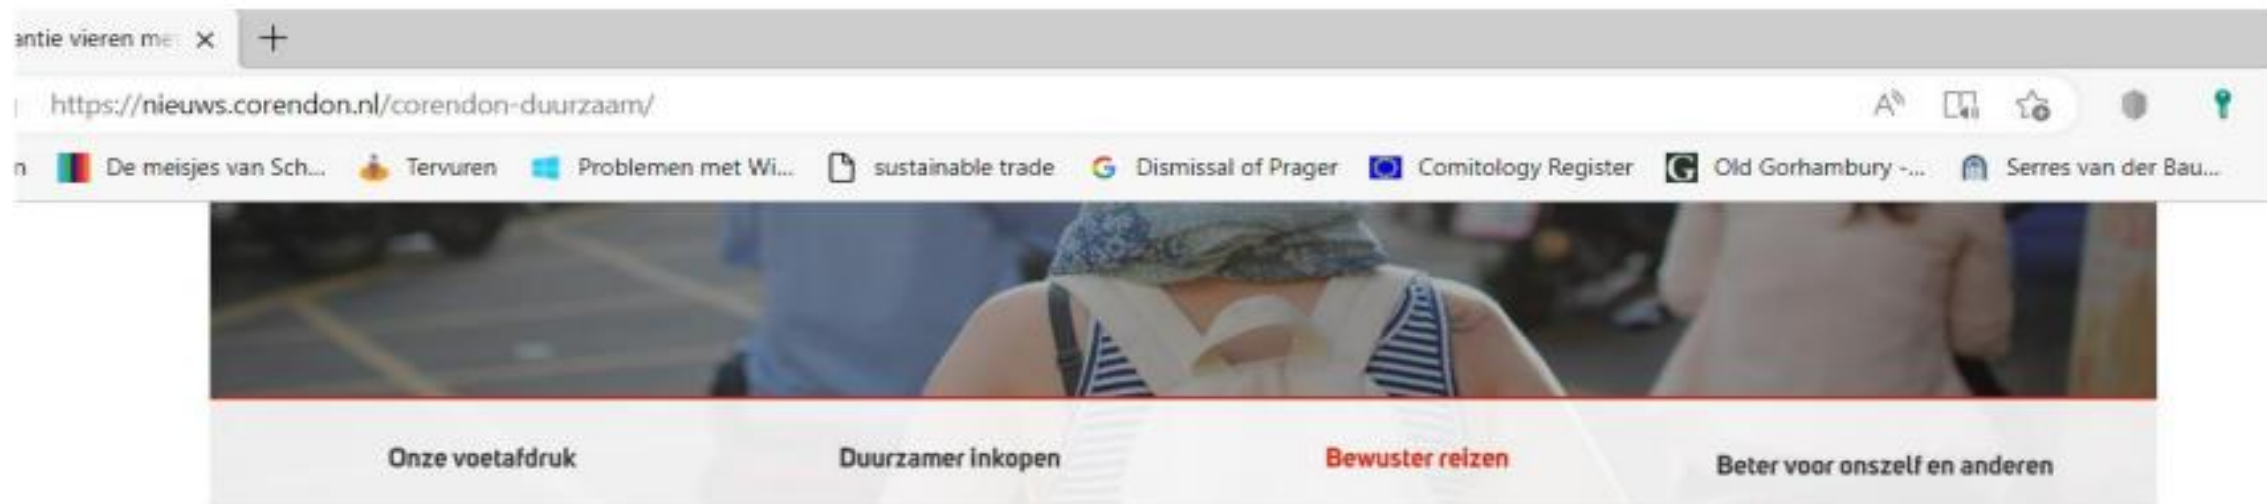 antie vieren me
https://nieuws.corendon.nl/corendon-duurzaam/
n De meisjes van Sch... Tervuren Problemen met Wi... sustainable trade Dismissal of Prager Comitology Register Old Gorhambury -... Serres van der Bau...
Onze voetafdruk Duurzamer inkopen Bewuster reizen Beter voor onszelf en anderen